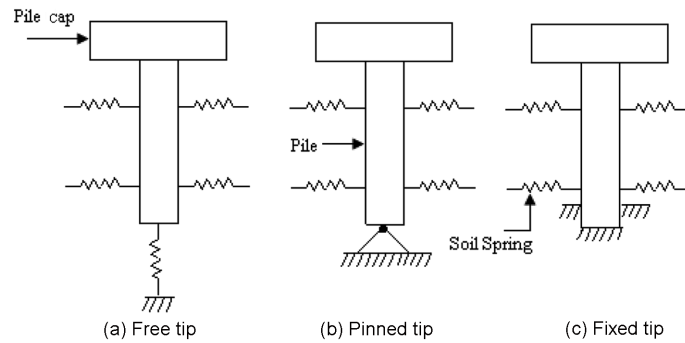 Pile cap
Pile
Soil Spring
(a) Free tip
(b) Pinned tip
(c) Fixed tip